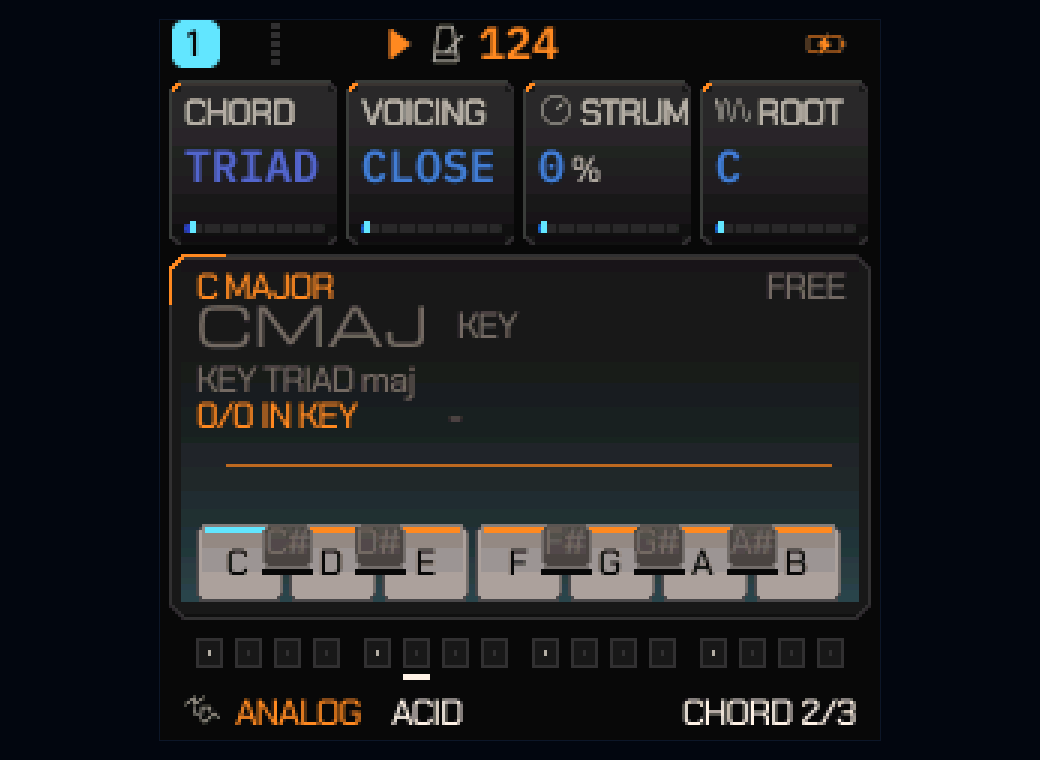 1 124
CHORD VOICING STRUM ROOT
TRIAD CLOSE 0% C
C MAJOR FREE
CMAJ KEY
KEY TRIAD maj
0/0 IN KEY -
C# D# F# G# A#
C D E F G A B
ANALOG ACID CHORD 2/3